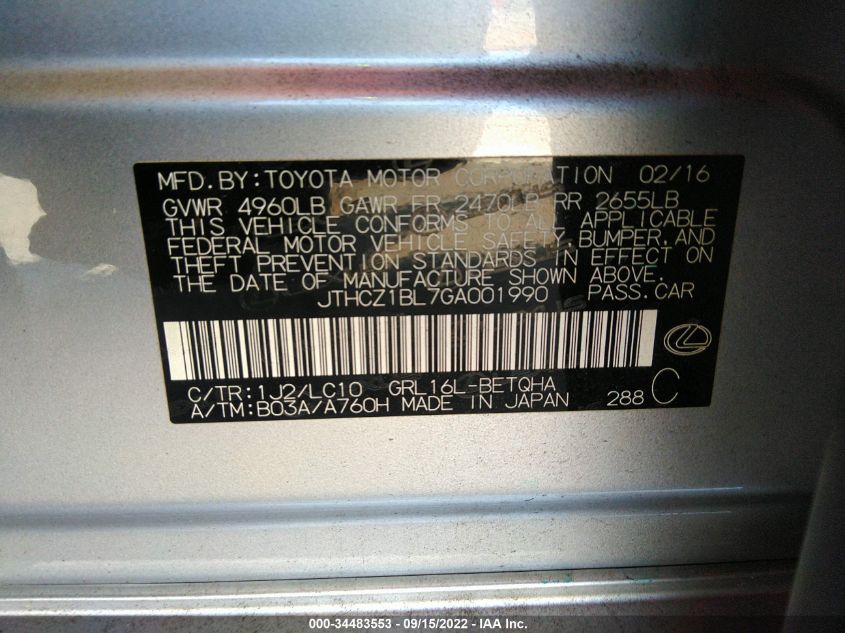 MFD.BY:TOYOTA MOTOR CORPORATION 02/16
GVWR 4960LB GAWR FR 2470LB RR 2655LB
THIS VEHICLE CONFORMS TO ALL APPLICABLE
FEDERAL MOTOR VEHICLE SAFETY, BUMPER, AND
THEFT PREVENTION STANDARDS IN EFFECT ON
THE DATE OF MANUFACTURE SHOWN ABOVE.
JTHCZ1BL7GA001990 PASS.CAR
C/TR:1J2/LC10 GRL16L-BETQHA
A/TM:B03A/A760H MADE IN JAPAN 288 C
000-34483553 - 09/15/2022 - IAA Inc.